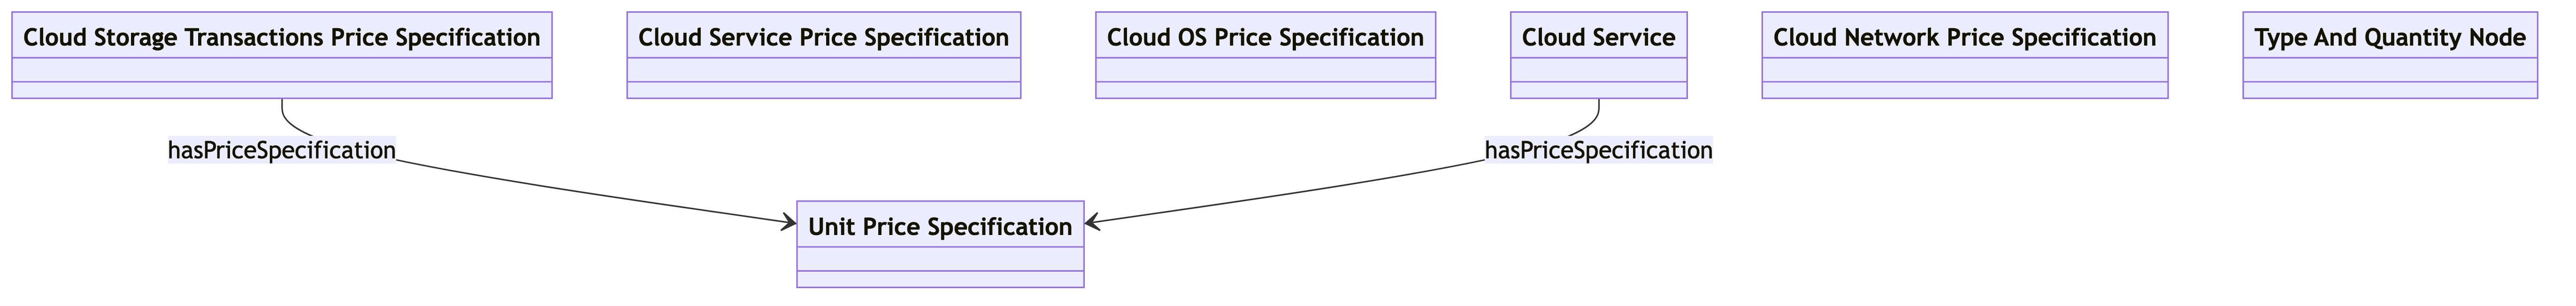 Cloud Storage Transactions Price Specification
Cloud Service Price Specification
Cloud OS Price Specification
Cloud Service
Cloud Network Price Specification
Type And Quantity Node
hasPriceSpecification
hasPriceSpecification
Unit Price Specification